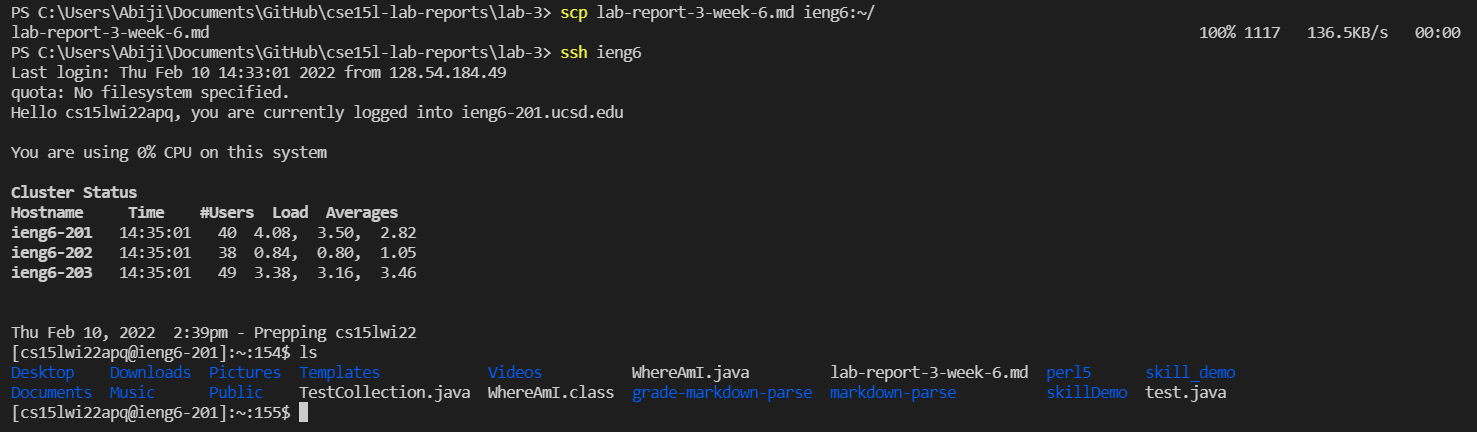 PS C:\Users\Abiji\Documents\GitHub\cse15l-lab-reports\lab-3> scp lab-report-3-week-6.md ieng6:~/
lab-report-3-week-6.md 100% 1117 136.5KB/s 00:00
PS C:\Users\Abiji\Documents\GitHub\cse15l-lab-reports\lab-3> ssh ieng6
Last login: Thu Feb 10 14:33:01 2022 from 128.54.184.49
quota: No filesystem specified.
Hello cs15lwi22apq, you are currently logged into ieng6-201.ucsd.edu
You are using 0% CPU on this system
Cluster Status
Hostname Time #Users Load Averages
ieng6-201 14:35:01 40 4.08, 3.50, 2.82
ieng6-202 14:35:01 38 0.84, 0.80, 1.05
ieng6-203 14:35:01 49 3.38, 3.16, 3.46
Thu Feb 10, 2022 2:39pm - Prepping cs15lwi22
[cs15lwi22apq@ieng6-201]:~:154$ ls
Desktop Downloads Pictures Templates Videos WhereAmI.java lab-report-3-week-6.md perl5 skill_demo
Documents Music Public TestCollection.java WhereAmI.class grade-markdown-parse markdown-parse skillDemo test.java
[cs15lwi22apq@ieng6-201]:~:155$